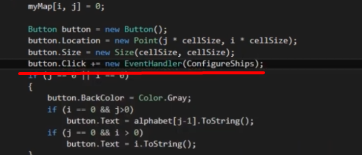 myMap[i, j] = 0;
Button button = new Button();
button.Location = new Point(j * cellSize, i * cellSize);
button.Size = new Size(cellSize, cellSize);
button.Click += new EventHandler(ConfigureShips);
if (j == 0 || i == 0)
{
button.BackColor = Color.Gray;
if (i == 0 && j>0)
button.Text = alphabet[j-1].ToString();
if (j == 0 && i > 0)
button.Text = i.ToString();
}